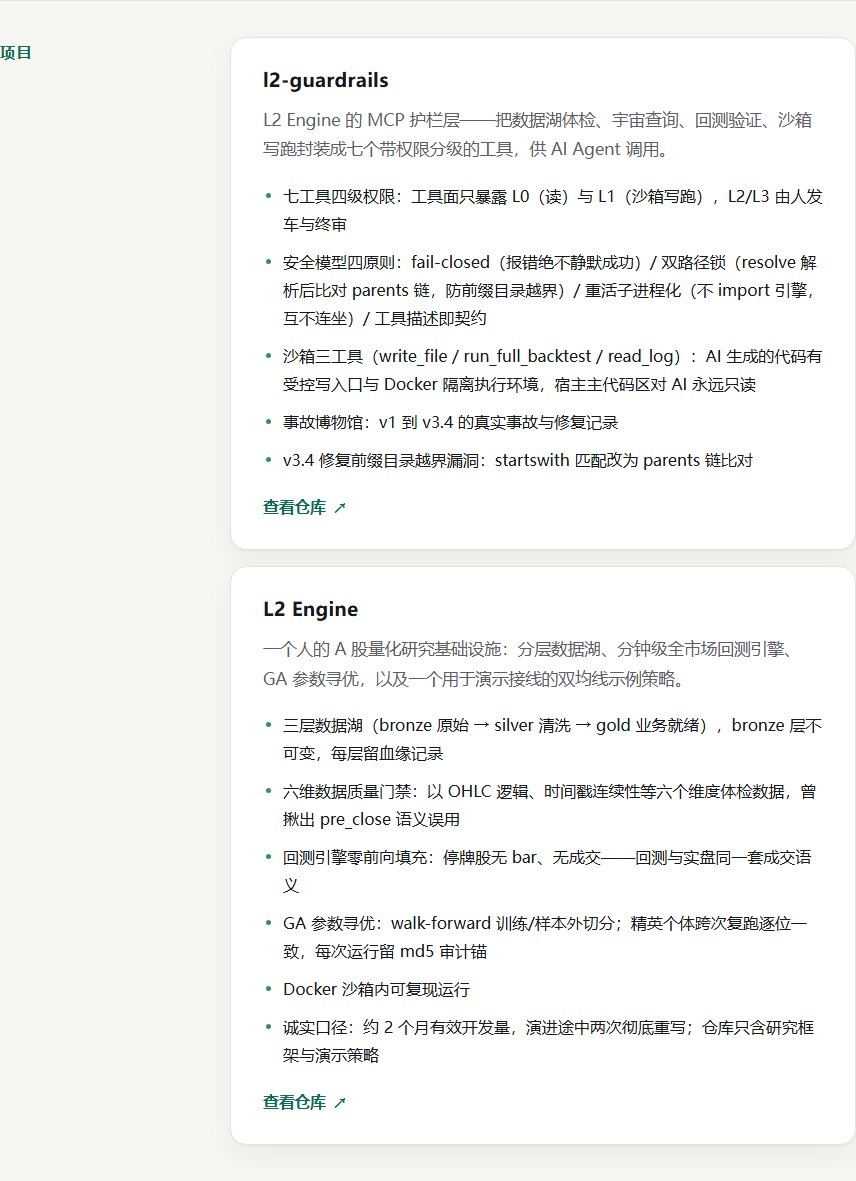 项目
l2-guardrails
L2 Engine 的 MCP 护栏层——把数据湖体检、宇宙查询、回测验证、沙箱
写跑封装成七个带权限分级的工具，供 AI Agent 调用。
• 七工具四级权限：工具面只暴露 L0（读）与 L1（沙箱写跑），L2/L3 由人发
车与终审
• 安全模型四原则：fail-closed（报错绝不静默成功）/ 双路径锁（resolve 解
析后比对 parents 链，防前缀目录越界）/ 重活子进程化（不 import 引擎，
互不连坐）/ 工具描述即契约
• 沙箱三工具（write_file / run_full_backtest / read_log）：AI 生成的代码有
受控写入口与 Docker 隔离执行环境，宿主主代码区对 AI 永远只读
• 事故博物馆：v1 到 v3.4 的真实事故与修复记录
• v3.4 修复前缀目录越界漏洞：startswith 匹配改为 parents 链比对
查看仓库 ↗
L2 Engine
一个人的 A 股量化研究基础设施：分层数据湖、分钟级全市场回测引擎、
GA 参数寻优，以及一个用于演示接线的双均线示例策略。
• 三层数据湖（bronze 原始 → silver 清洗 → gold 业务就绪），bronze 层不
可变，每层留血缘记录
• 六维数据质量门禁：以 OHLC 逻辑、时间戳连续性等六个维度体检数据，曾
揪出 pre_close 语义误用
• 回测引擎零前向填充：停牌股无 bar、无成交——回测与实盘同一套成交语
义
• GA 参数寻优：walk-forward 训练/样本外切分；精英个体跨次复跑逐位一
致，每次运行留 md5 审计锚
• Docker 沙箱内可复现运行
• 诚实口径：约 2 个月有效开发量，演进途中两次彻底重写；仓库只含研究框
架与演示策略
查看仓库 ↗